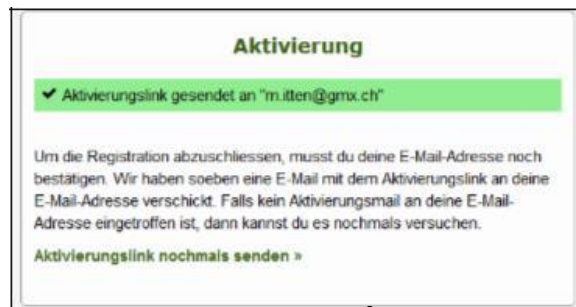 Aktivierung
✔ Aktivierungslink gesendet an "m.itten@gmx.ch"
Um die Registration abzuschliessen, musst du deine E-Mail-Adresse noch
bestätigen. Wir haben soeben eine E-Mail mit dem Aktivierungslink an deine
E-Mail-Adresse verschickt. Falls kein Aktivierungsmail an deine E-Mail-
Adresse eingetroffen ist, dann kannst du es nochmals versuchen.
Aktivierungslink nochmals senden »